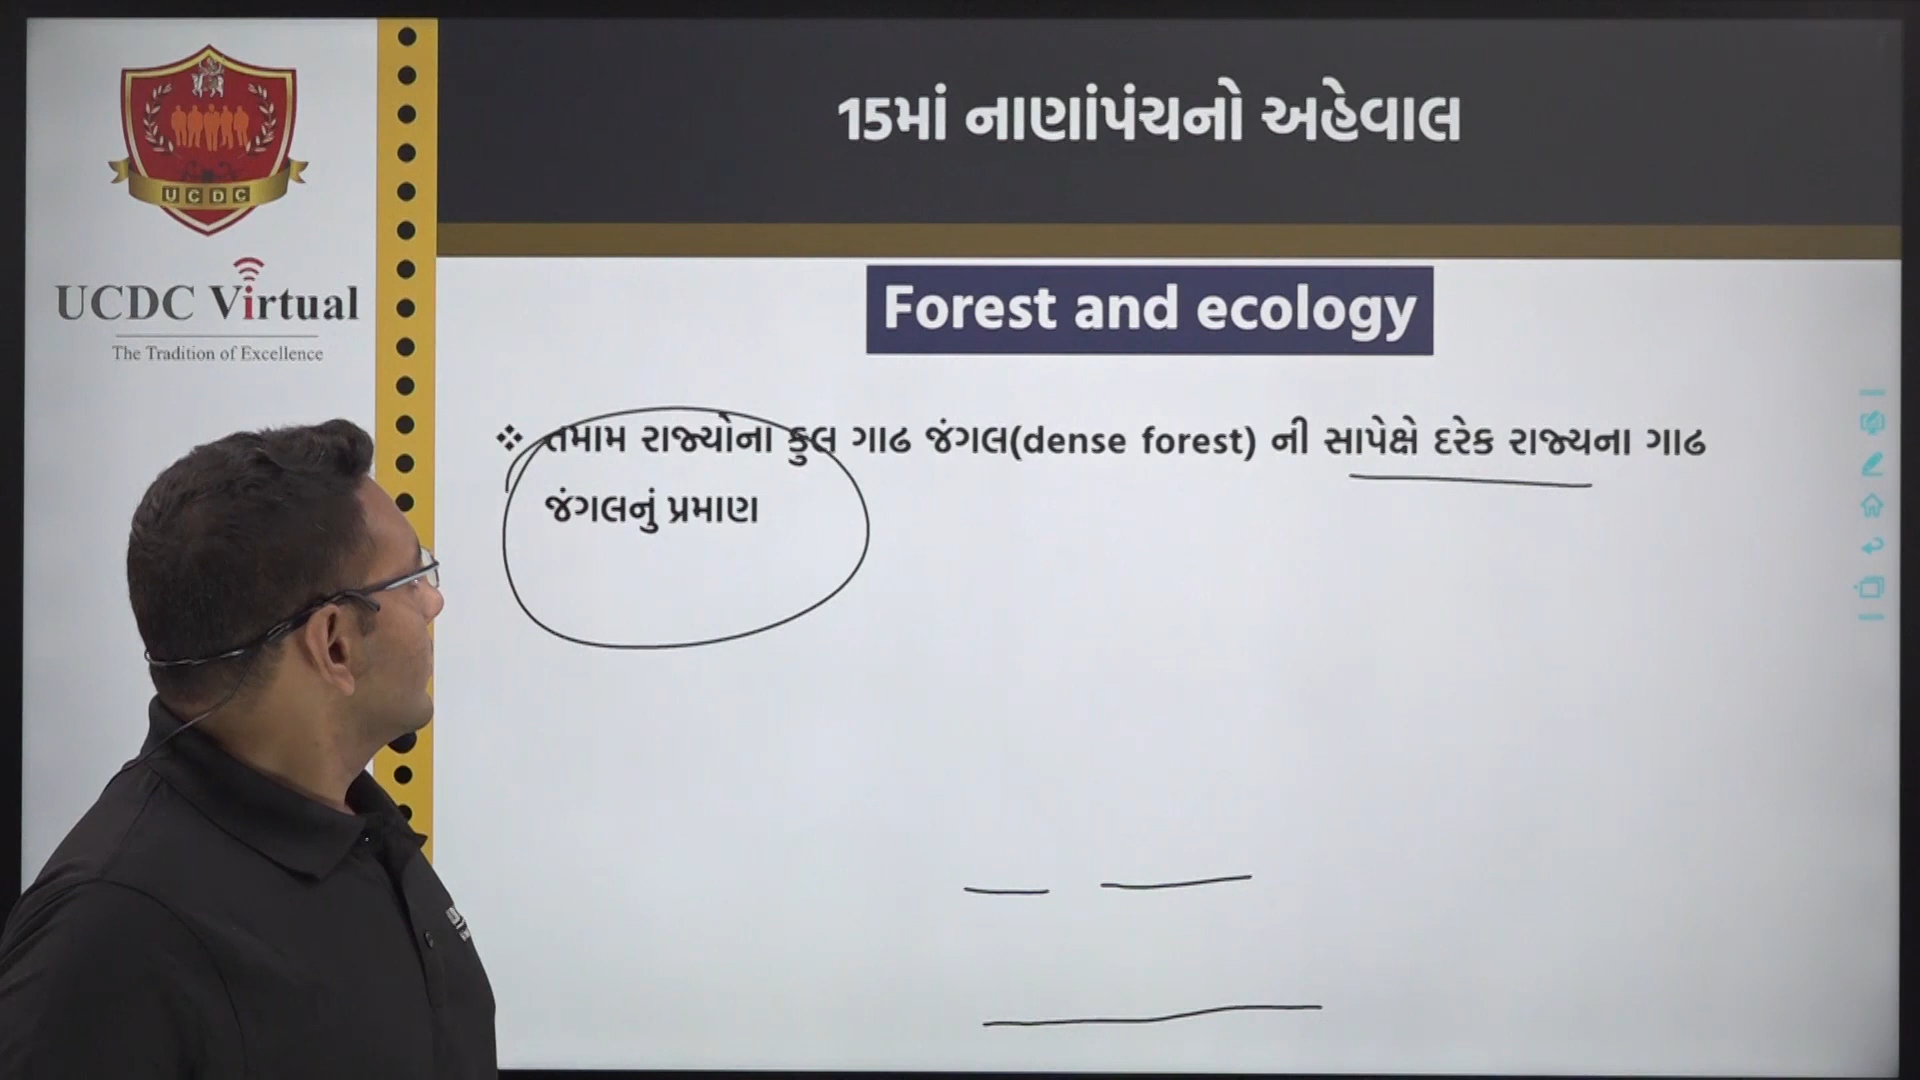 UCDC
UCDC Virtual
The Tradition of Excellence
15માં નાણાંપંચનો અહેવાલ
Forest and ecology
❖ તમામ રાજ્યોના કુલ ગાઢ જંગલ(dense forest) ની સાપેક્ષે દરેક રાજ્યના ગાઢ
જંગલનું પ્રમાણ